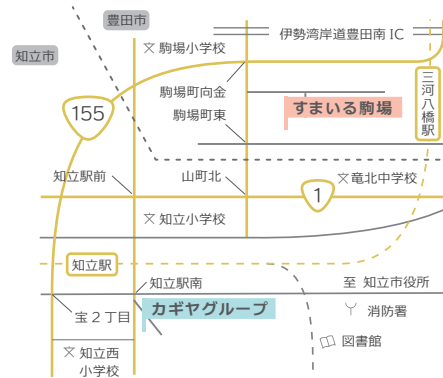 豊田市
伊勢湾岸道豊田南IC
駒場小学校
知立市
三河八橋駅
駒場町向金
すまいる駒場
155
駒場町東
知立駅前
山町北
1
竜北中学校
知立小学校
知立駅
知立駅南
至 知立市役所
カギヤグループ
宝2丁目
消防署
図書館
知立西
小学校